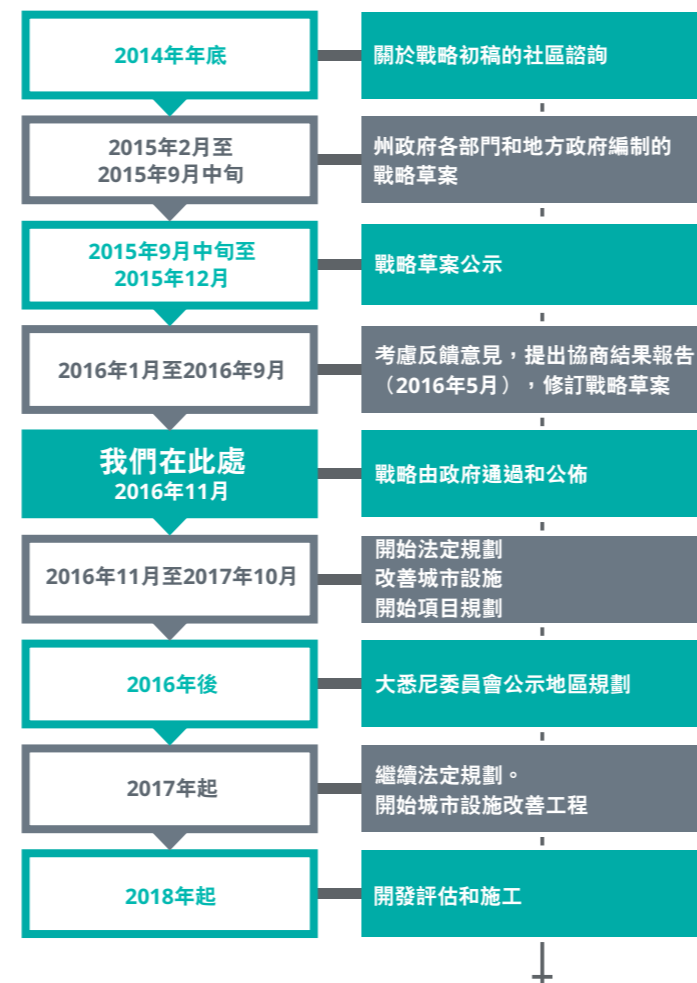 2014年年底
關於戰略初稿的社區諮詢
2015年2月至
2015年9月中旬
州政府各部門和地方政府編制的
戰略草案
2015年9月中旬至
2015年12月
戰略草案公示
2016年1月至2016年9月
考慮反饋意見，提出協商結果報告
（2016年5月），修訂戰略草案
我們在此處
2016年11月
戰略由政府通過和公佈
2016年11月至2017年10月
開始法定規劃
改善城市設施
開始項目規劃
2016年後
大悉尼委員會公示地區規劃
2017年起
繼續法定規劃。
開始城市設施改善工程
2018年起
開發評估和施工